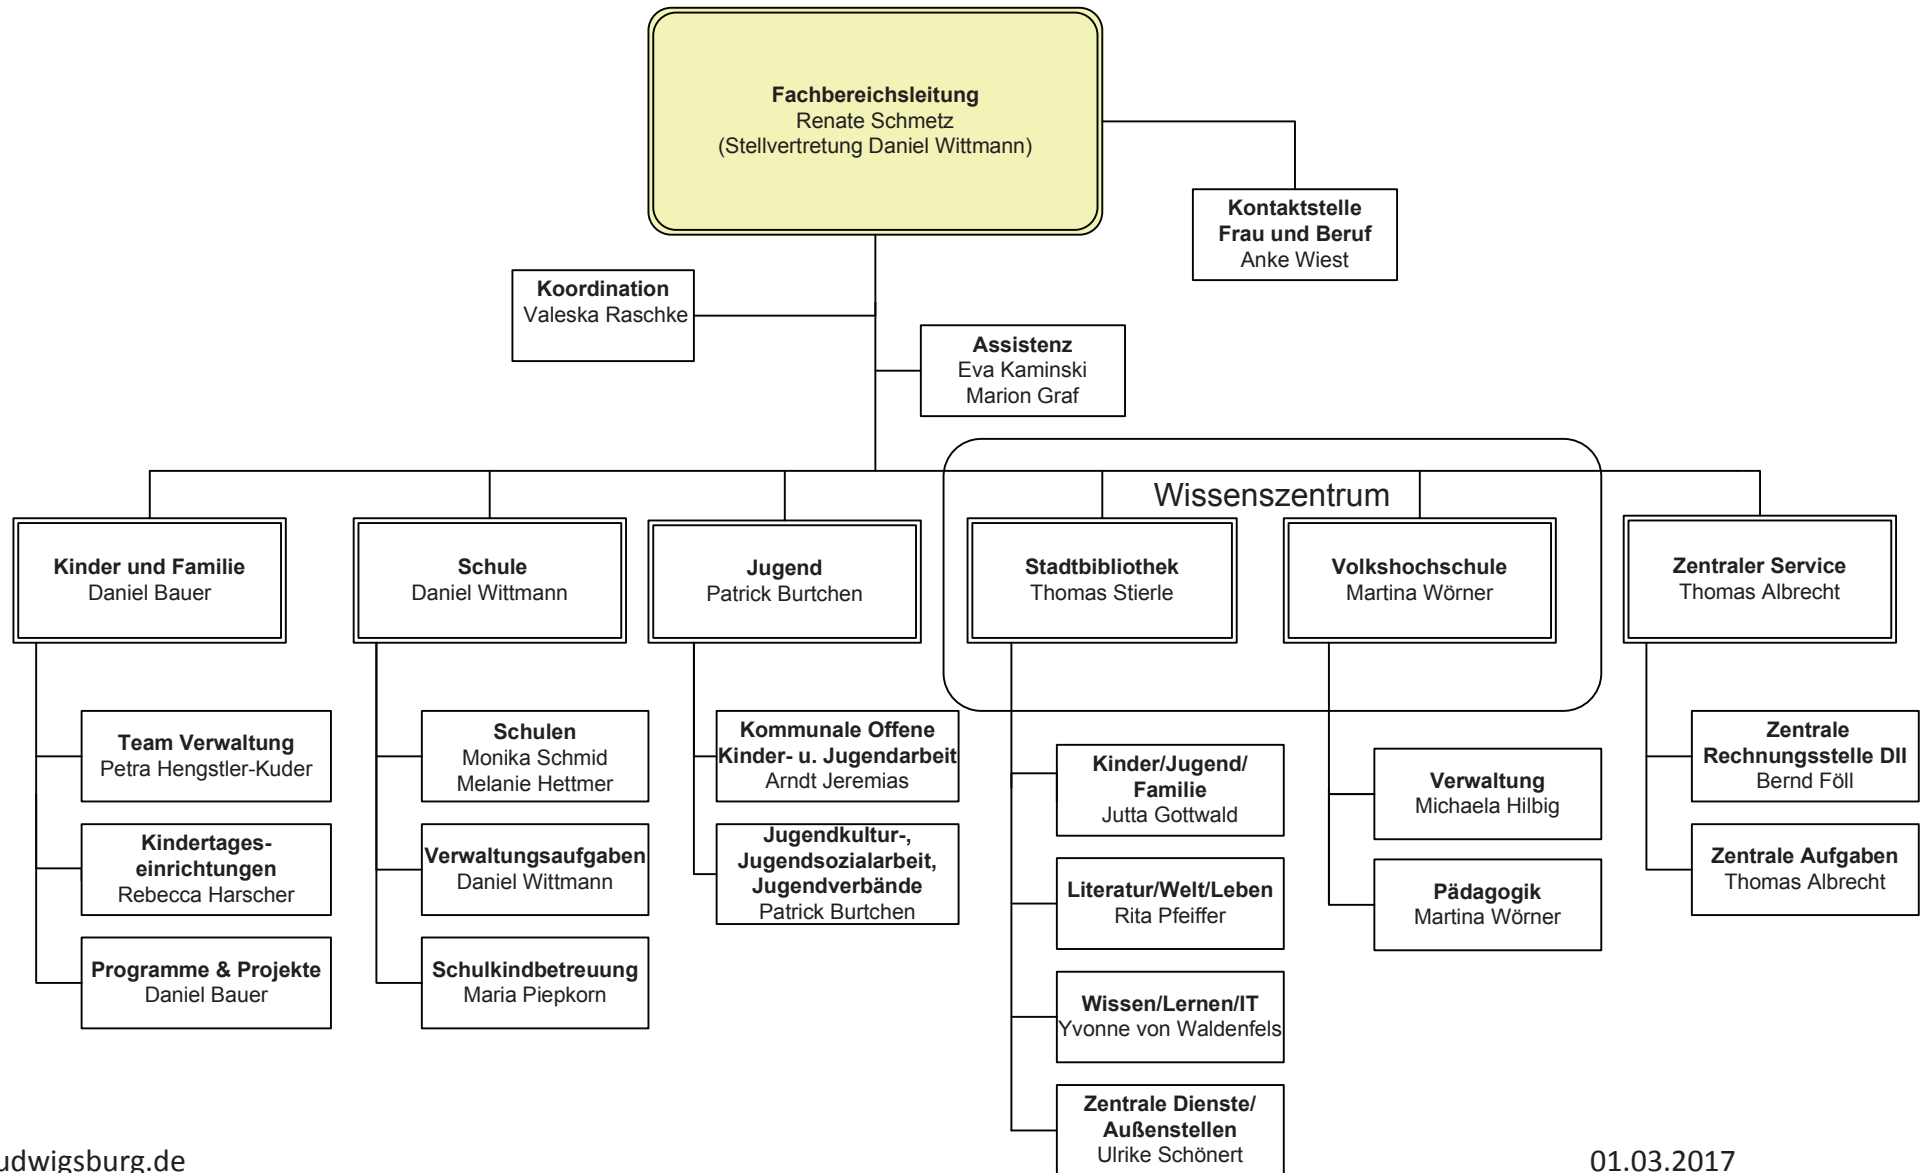 Fachbereichsleitung
Renate Schmetz
(Stellvertretung Daniel Wittmann)
Kontaktstelle
Frau und Beruf
Anke Wiest
Koordination
Valeska Raschke
Assistenz
Eva Kaminski
Marion Graf
Wissenszentrum
Kinder und Familie
Daniel Bauer
Schule
Daniel Wittmann
Jugend
Patrick Burtchen
Stadtbibliothek
Thomas Stierle
Volkshochschule
Martina Wörner
Zentraler Service
Thomas Albrecht
Team Verwaltung
Petra Hengstler-Kuder
Kindertages-
einrichtungen
Rebecca Harscher
Programme & Projekte
Daniel Bauer
Schulen
Monika Schmid
Melanie Hettmer
Verwaltungsaufgaben
Daniel Wittmann
Schulkindbetreuung
Maria Piepkorn
Kommunale Offene
Kinder- u. Jugendarbeit
Arndt Jeremias
Jugendkultur-,
Jugendsozialarbeit,
Jugendverbände
Patrick Burtchen
Kinder/Jugend/
Familie
Jutta Gottwald
Literatur/Welt/Leben
Rita Pfeiffer
Wissen/Lernen/IT
Yvonne von Waldenfels
Zentrale Dienste/
Außenstellen
Ulrike Schönert
Verwaltung
Michaela Hilbig
Pädagogik
Martina Wörner
Zentrale
Rechnungsstelle DII
Bernd Föll
Zentrale Aufgaben
Thomas Albrecht
udwigsburg.de
01.03.2017